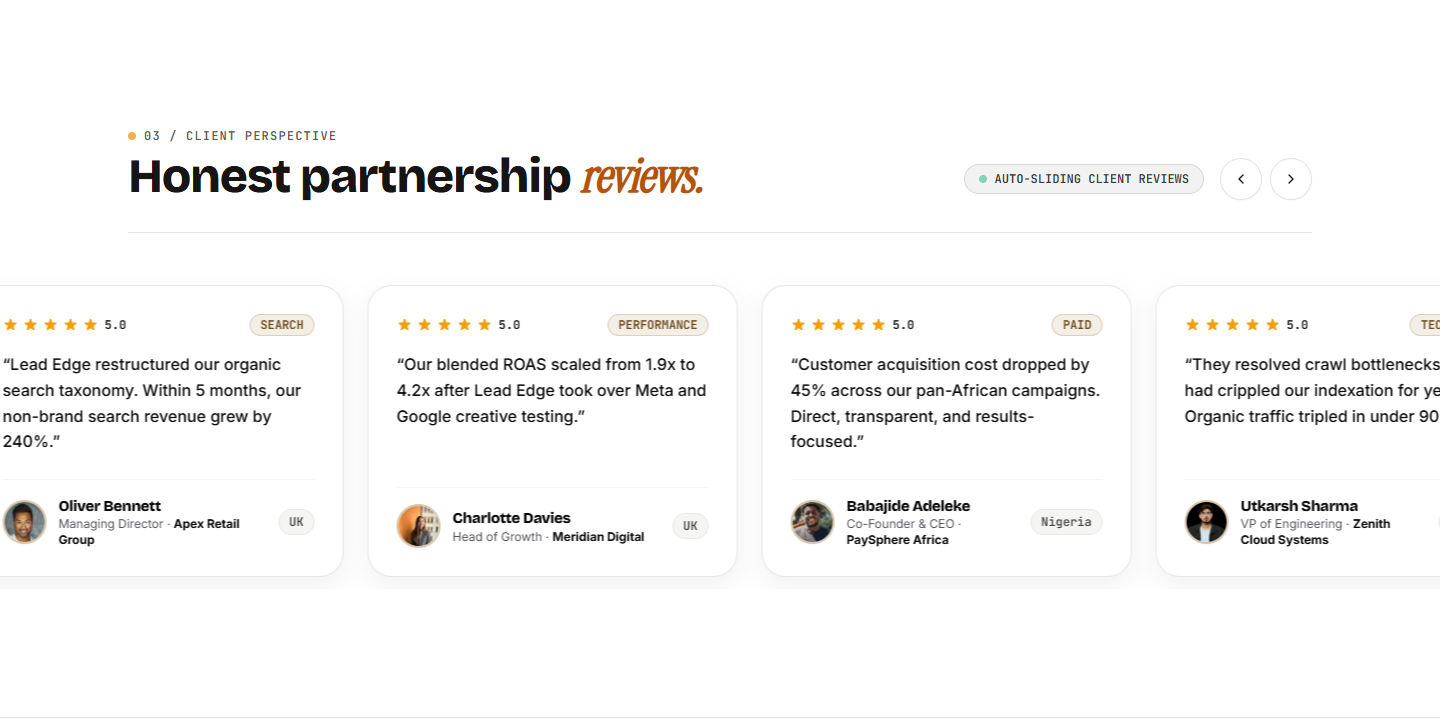 03 / CLIENT PERSPECTIVE
Honest partnership reviews.
AUTO-SLIDING CLIENT REVIEWS
5.0
SEARCH
“Lead Edge restructured our organic
search taxonomy. Within 5 months, our
non-brand search revenue grew by
240%.”
Oliver Bennett
Managing Director · Apex Retail
Group
UK
5.0
PERFORMANCE
“Our blended ROAS scaled from 1.9x to
4.2x after Lead Edge took over Meta and
Google creative testing.”
Charlotte Davies
Head of Growth · Meridian Digital
UK
5.0
PAID
“Customer acquisition cost dropped by
45% across our pan-African campaigns.
Direct, transparent, and results-
focused.”
Babajide Adeleke
Co-Founder & CEO ·
PaySphere Africa
Nigeria
5.0
“They resolved crawl bottlenecks
had crippled our indexation for
Organic traffic tripled in under 90
Utkarsh Sharma
VP of Engineering · Zenith
Cloud Systems